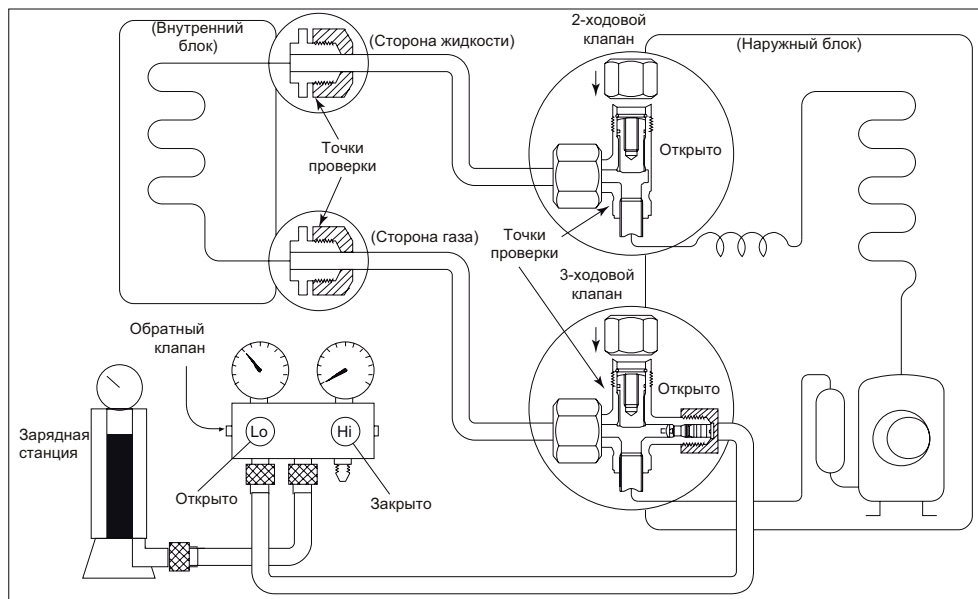 (Внутренний
блок)
(Сторона жидкости)
2-ходовой
клапан
(Наружный блок)
Точки
проверки
Открыто
(Сторона газа)
Точки
проверки
3-ходовой
клапан
Обратный
клапан
Открыто
Зарядная
станция
Lo
Hi
Открыто
Закрыто